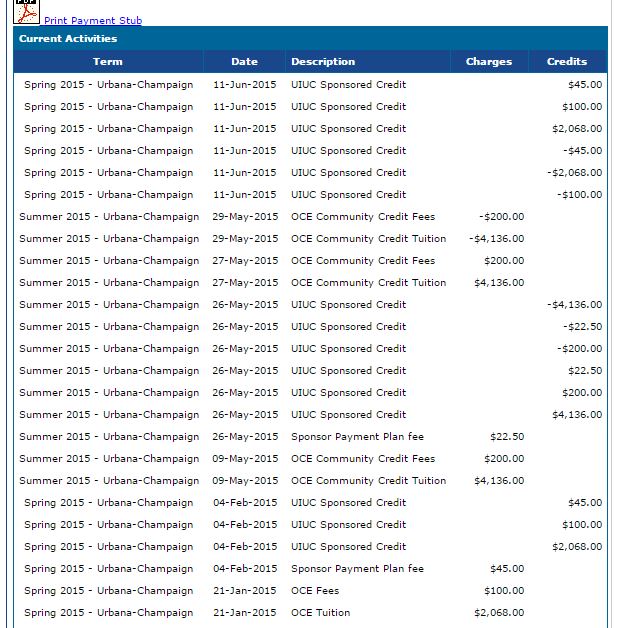 PDF
Print Payment Stub
Current Activities
Term Date Description Charges Credits
Spring 2015 - Urbana-Champaign 11-Jun-2015 UIUC Sponsored Credit $45.00
Spring 2015 - Urbana-Champaign 11-Jun-2015 UIUC Sponsored Credit $100.00
Spring 2015 - Urbana-Champaign 11-Jun-2015 UIUC Sponsored Credit $2,068.00
Spring 2015 - Urbana-Champaign 11-Jun-2015 UIUC Sponsored Credit -$45.00
Spring 2015 - Urbana-Champaign 11-Jun-2015 UIUC Sponsored Credit -$2,068.00
Spring 2015 - Urbana-Champaign 11-Jun-2015 UIUC Sponsored Credit -$100.00
Summer 2015 - Urbana-Champaign 29-May-2015 OCE Community Credit Fees -$200.00
Summer 2015 - Urbana-Champaign 29-May-2015 OCE Community Credit Tuition -$4,136.00
Summer 2015 - Urbana-Champaign 27-May-2015 OCE Community Credit Fees $200.00
Summer 2015 - Urbana-Champaign 27-May-2015 OCE Community Credit Tuition $4,136.00
Summer 2015 - Urbana-Champaign 26-May-2015 UIUC Sponsored Credit -$4,136.00
Summer 2015 - Urbana-Champaign 26-May-2015 UIUC Sponsored Credit -$22.50
Summer 2015 - Urbana-Champaign 26-May-2015 UIUC Sponsored Credit -$200.00
Summer 2015 - Urbana-Champaign 26-May-2015 UIUC Sponsored Credit $22.50
Summer 2015 - Urbana-Champaign 26-May-2015 UIUC Sponsored Credit $200.00
Summer 2015 - Urbana-Champaign 26-May-2015 UIUC Sponsored Credit $4,136.00
Summer 2015 - Urbana-Champaign 26-May-2015 Sponsor Payment Plan fee $22.50
Summer 2015 - Urbana-Champaign 09-May-2015 OCE Community Credit Fees $200.00
Summer 2015 - Urbana-Champaign 09-May-2015 OCE Community Credit Tuition $4,136.00
Spring 2015 - Urbana-Champaign 04-Feb-2015 UIUC Sponsored Credit $45.00
Spring 2015 - Urbana-Champaign 04-Feb-2015 UIUC Sponsored Credit $100.00
Spring 2015 - Urbana-Champaign 04-Feb-2015 UIUC Sponsored Credit $2,068.00
Spring 2015 - Urbana-Champaign 04-Feb-2015 Sponsor Payment Plan fee $45.00
Spring 2015 - Urbana-Champaign 21-Jan-2015 OCE Fees $100.00
Spring 2015 - Urbana-Champaign 21-Jan-2015 OCE Tuition $2,068.00